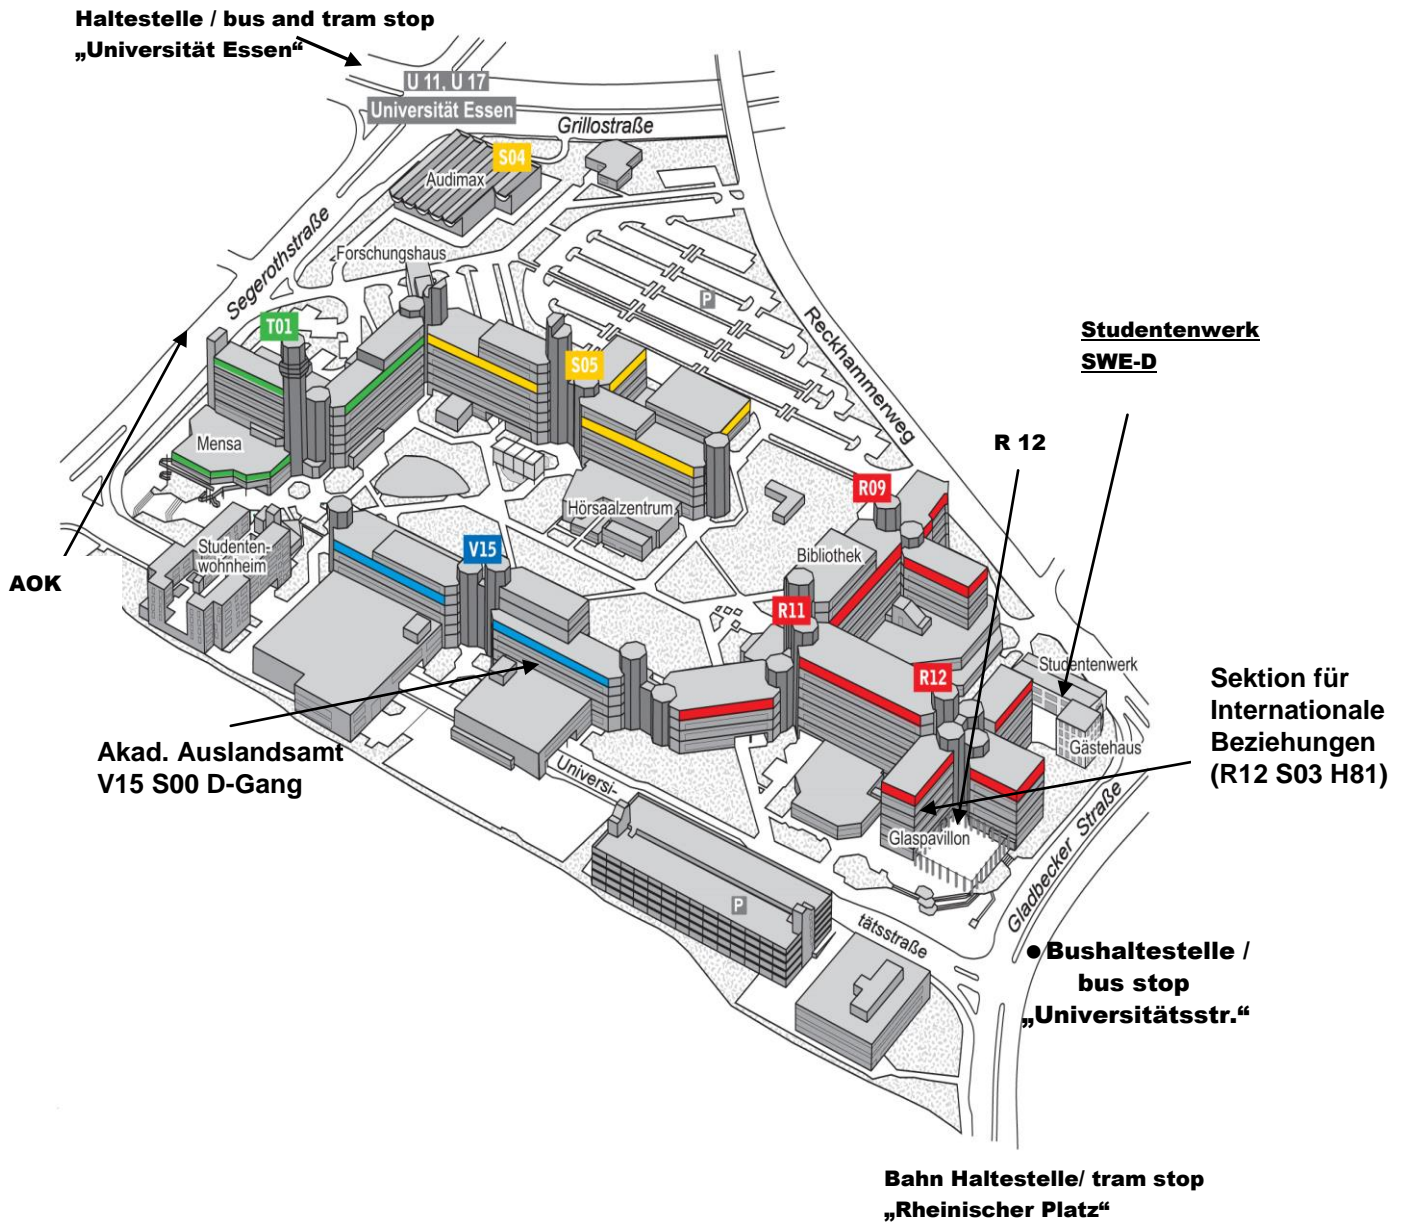 Haltestelle / bus and tram stop
„Universität Essen“
U 11, U 17
Universität Essen
Grillostraße
S04
Audimax
Segerothstraße
Forschungshaus
P
Reckhammerweg
T01
S05
Studentenwerk
SWE-D
Mensa
R 12
R09
Hörsaalzentrum
Studenten-
wohnheim
V15
Bibliothek
AOK
R11
Studentenwerk
R12
Gästehaus
Sektion für
Internationale
Beziehungen
(R12 S03 H81)
Akad. Auslandsamt
V15 S00 D-Gang
Universi-
Glaspavillon
Gladbecker Straße
P
tätsstraße
Bushaltestelle /
bus stop
„Universitätsstr.“
Bahn Haltestelle/ tram stop
„Rheinischer Platz“